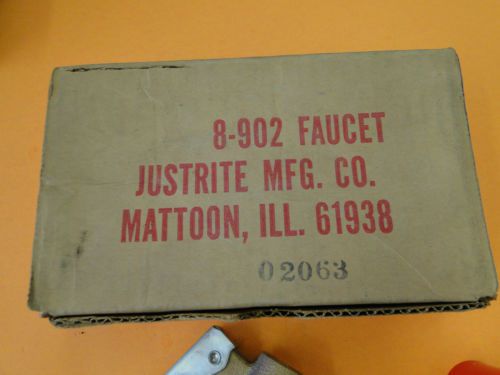 8-902 FAUCET
JUSTRITE MFG. CO.
MATTOON, ILL. 61938
02063